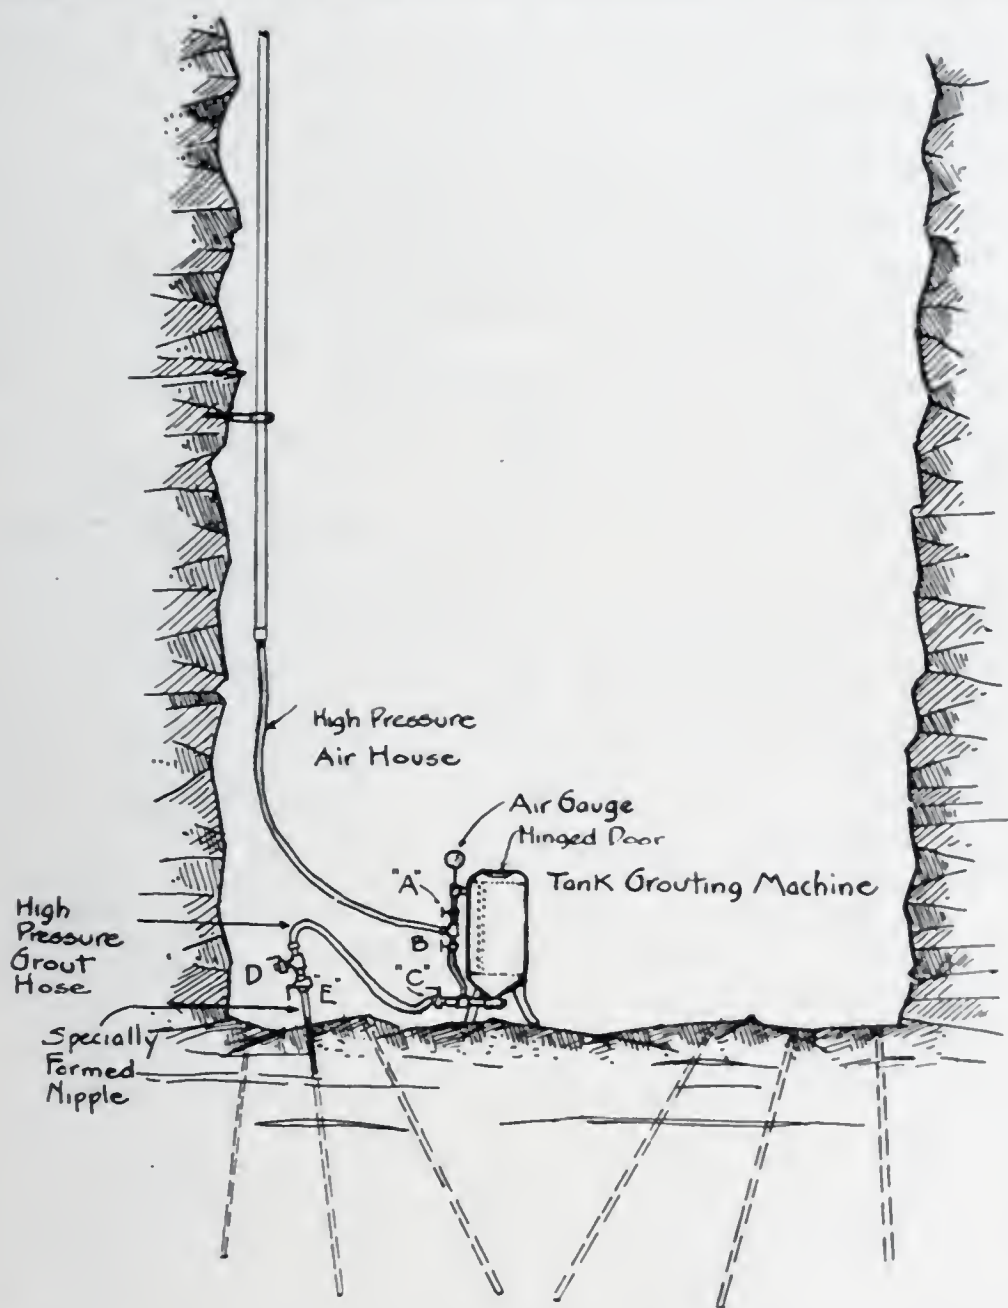 High Pressure
Air House
Air Gauge
Hinged Door
"A"
Tank Grouting Machine
B
"C"
High
Pressure
Grout
Hose
D
"E"
Specially
Formed
Nipple